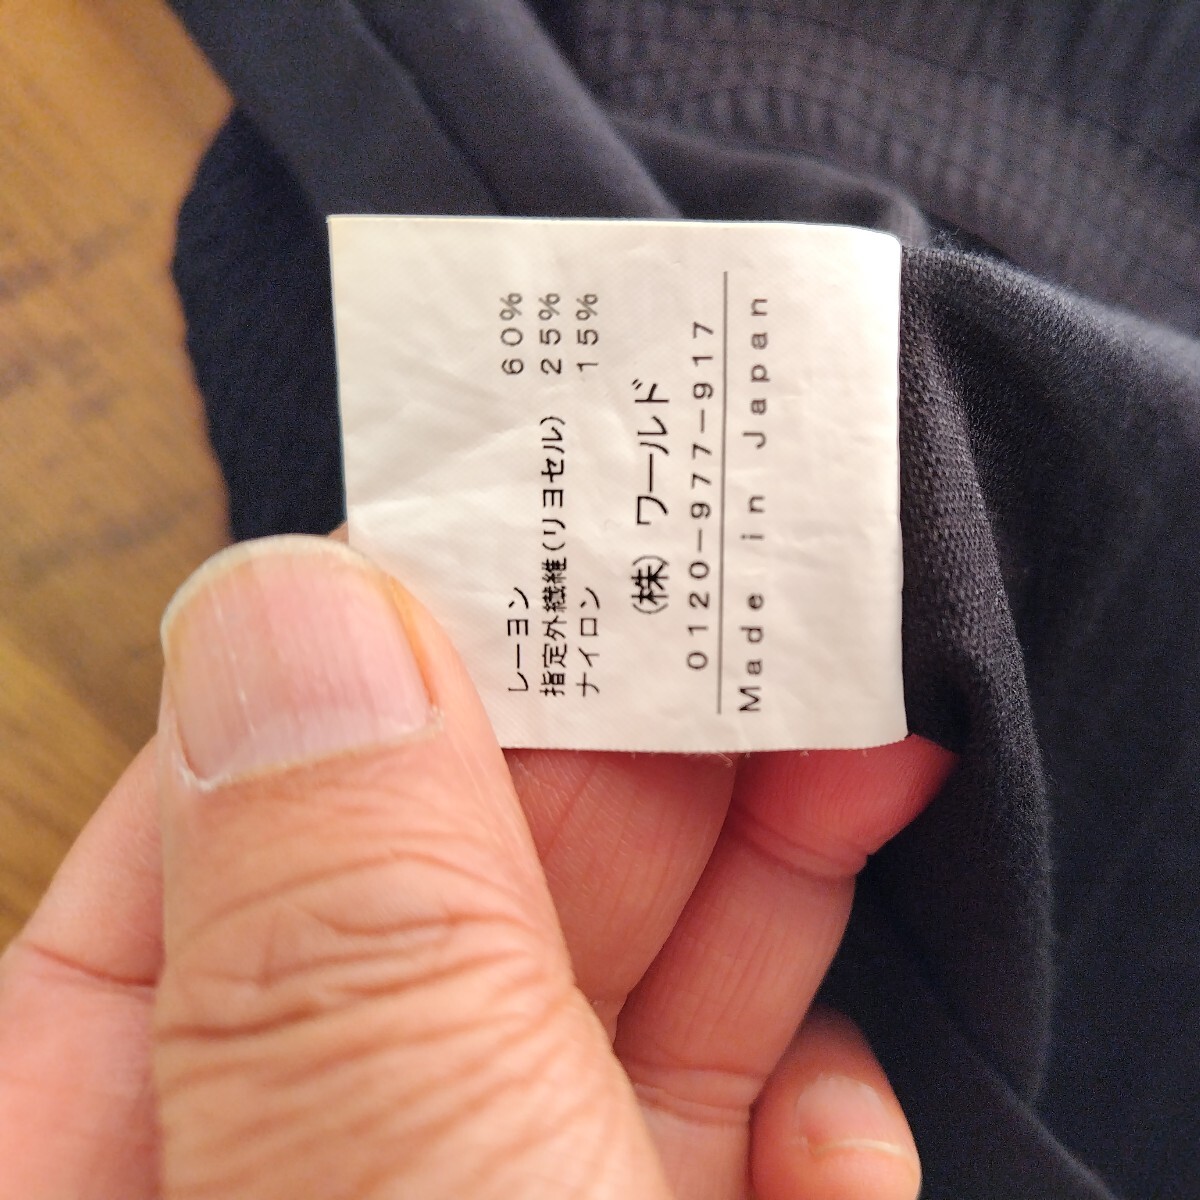 レーヨン 60%
指定外繊維(リヨセル) 25%
ナイロン 15%
(株) ワールド
0120-977-917
Made in Japan